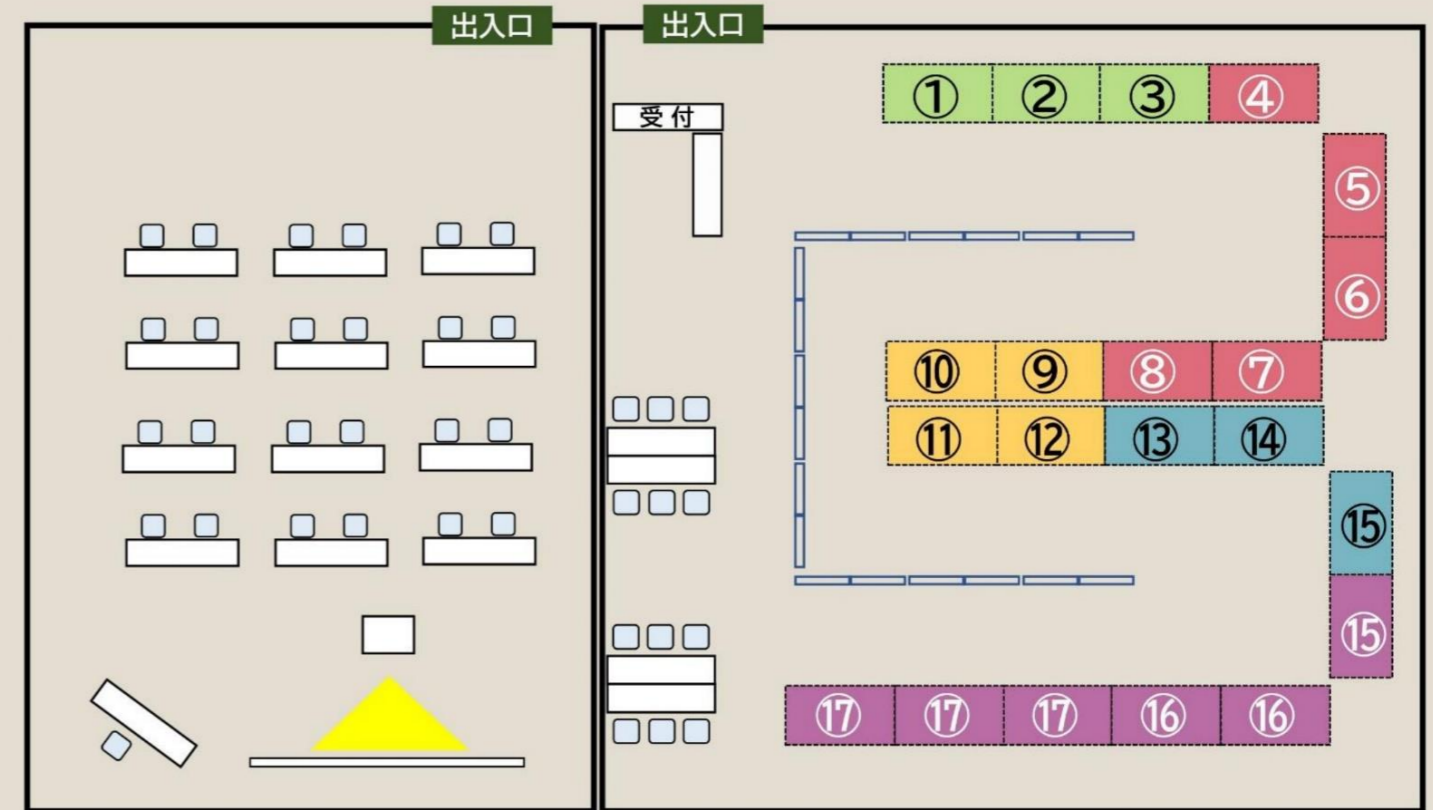 出入口
出入口
受付
① ② ③ ④
⑤
⑥
⑩ ⑨ ⑧ ⑦
⑪ ⑫ ⑬ ⑭
⑮
⑮
⑰ ⑰ ⑰ ⑯ ⑯